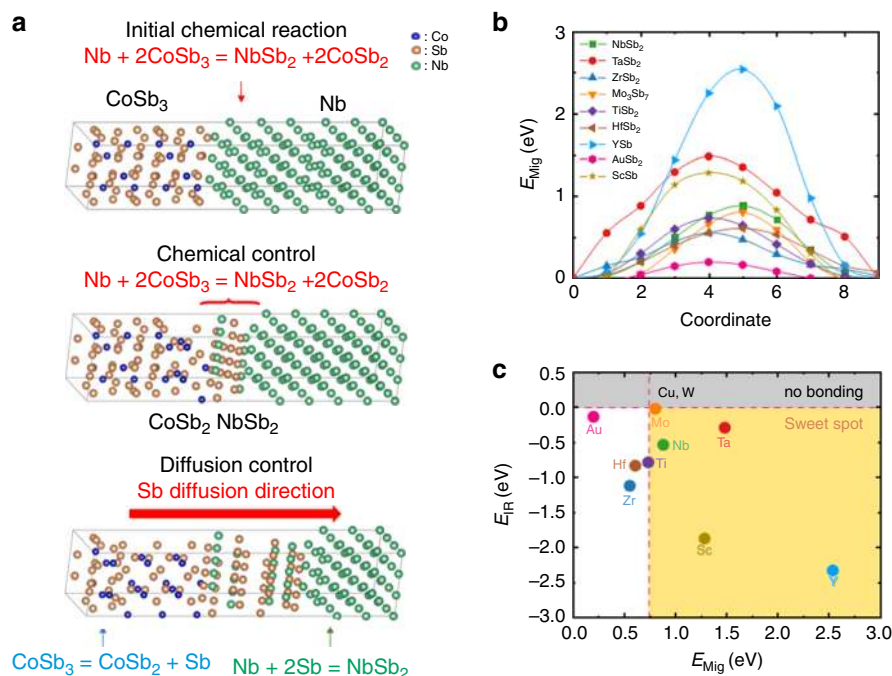 a
Initial chemical reaction
Nb + 2CoSb₃ = NbSb₂ +2CoSb₂
: Co
: Sb
: Nb
CoSb₃
Nb
Chemical control
Nb + 2CoSb₃ = NbSb₂ +2CoSb₂
CoSb₂ NbSb₂
Diffusion control
Sb diffusion direction
CoSb₃ = CoSb₂ + Sb
Nb + 2Sb = NbSb₂
b
3
2
1
0
E_Mig (eV)
NbSb₂
TaSb₂
ZrSb₂
Mo₃Sb₇
TiSb₂
HfSb₂
YSb
AuSb₂
ScSb
0 2 4 6 8
Coordinate
c
0.5
0.0
−0.5
−1.0
−1.5
−2.0
−2.5
−3.0
E_IR (eV)
Cu, W
no bonding
Sweet spot
Au
Mo
Ta
Nb
Hf
Ti
Zr
Sc
Y
0.0 0.5 1.0 1.5 2.0 2.5 3.0
E_Mig (eV)